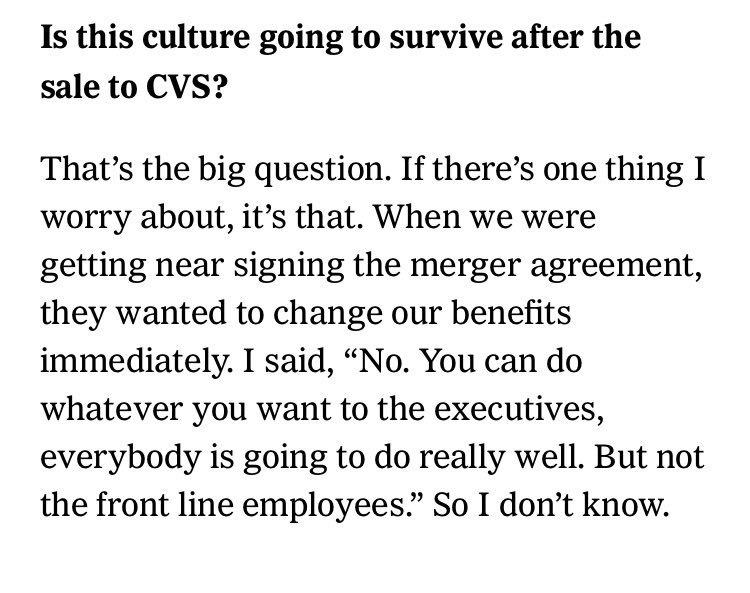 Is this culture going to survive after the
sale to CVS?
That’s the big question. If there’s one thing I
worry about, it’s that. When we were
getting near signing the merger agreement,
they wanted to change our benefits
immediately. I said, “No. You can do
whatever you want to the executives,
everybody is going to do really well. But not
the front line employees.” So I don’t know.